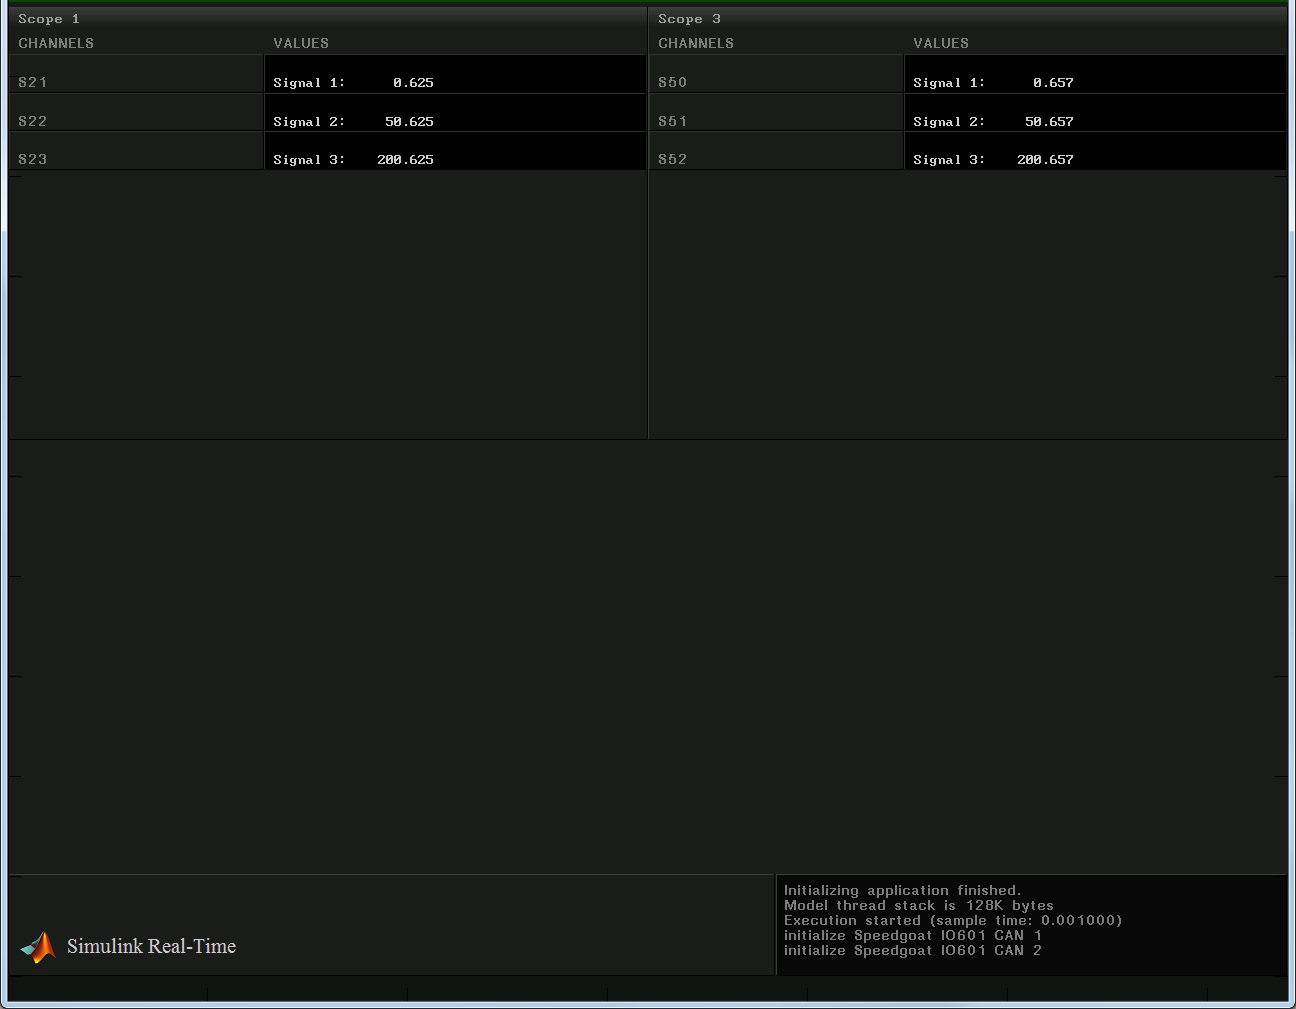 Scope 1
CHANNELS VALUES
S21 Signal 1: 0.625
S22 Signal 2: 50.625
S23 Signal 3: 200.625
Scope 3
CHANNELS VALUES
S50 Signal 1: 0.657
S51 Signal 2: 50.657
S52 Signal 3: 200.657
Simulink Real-Time
Initializing application finished.
Model thread stack is 128K bytes
Execution started (sample time: 0.001000)
initialize Speedgoat IO601 CAN 1
initialize Speedgoat IO601 CAN 2